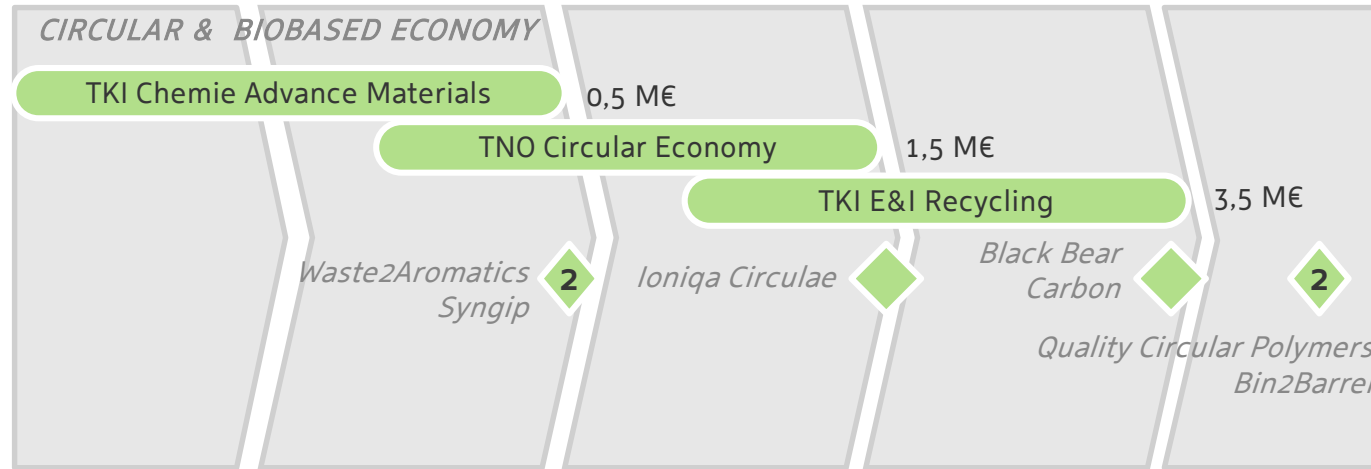 CIRCULAR & BIOBASED ECONOMY
TKI Chemie Advance Materials
0,5 M€
TNO Circular Economy
1,5 M€
TKI E&I Recycling
3,5 M€
Waste2Aromatics
Syngip
2
Ioniqa Circulae
Black Bear
Carbon
2
Quality Circular Polymers
Bin2Barrel